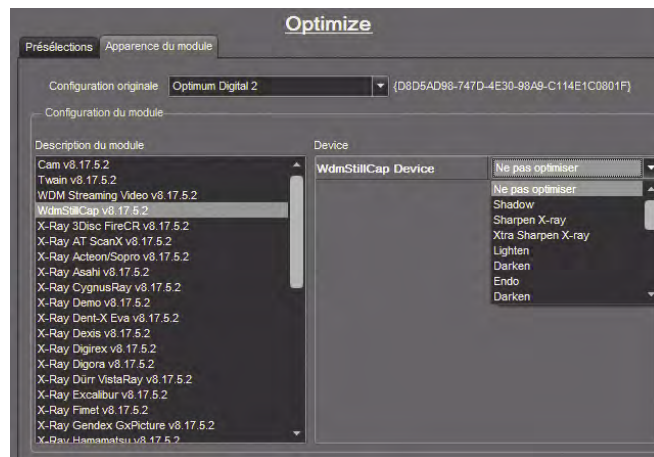 Optimize
Présélections Apparence du module
Configuration originale Optimum Digital 2 {D8D5AD98-747D-4E30-98A9-C114E1C0801F}
Configuration du module
Description du module
Cam v8.17.5.2
Twain v8.17.5.2
WDM Streaming Video v8.17.5.2
WdmStillCap v8.17.5.2
X-Ray 3Disc FireCR v8.17.5.2
X-Ray AT ScanX v8.17.5.2
X-Ray Acteon/Sopro v8.17.5.2
X-Ray Asahi v8.17.5.2
X-Ray CygnusRay v8.17.5.2
X-Ray Demo v8.17.5.2
X-Ray Dent-X Eva v8.17.5.2
X-Ray Dexis v8.17.5.2
X-Ray Digirex v8.17.5.2
X-Ray Digora v8.17.5.2
X-Ray Dürr VistaRay v8.17.5.2
X-Ray Excalibur v8.17.5.2
X-Ray Fimet v8.17.5.2
X-Ray Gendex GxPicture v8.17.5.2
X-Ray Hamamatsu v8.17.5.2
Device
WdmStillCap Device Ne pas optimiser
Ne pas optimiser
Shadow
Sharpen X-ray
Xtra Sharpen X-ray
Lighten
Darken
Endo
Darken